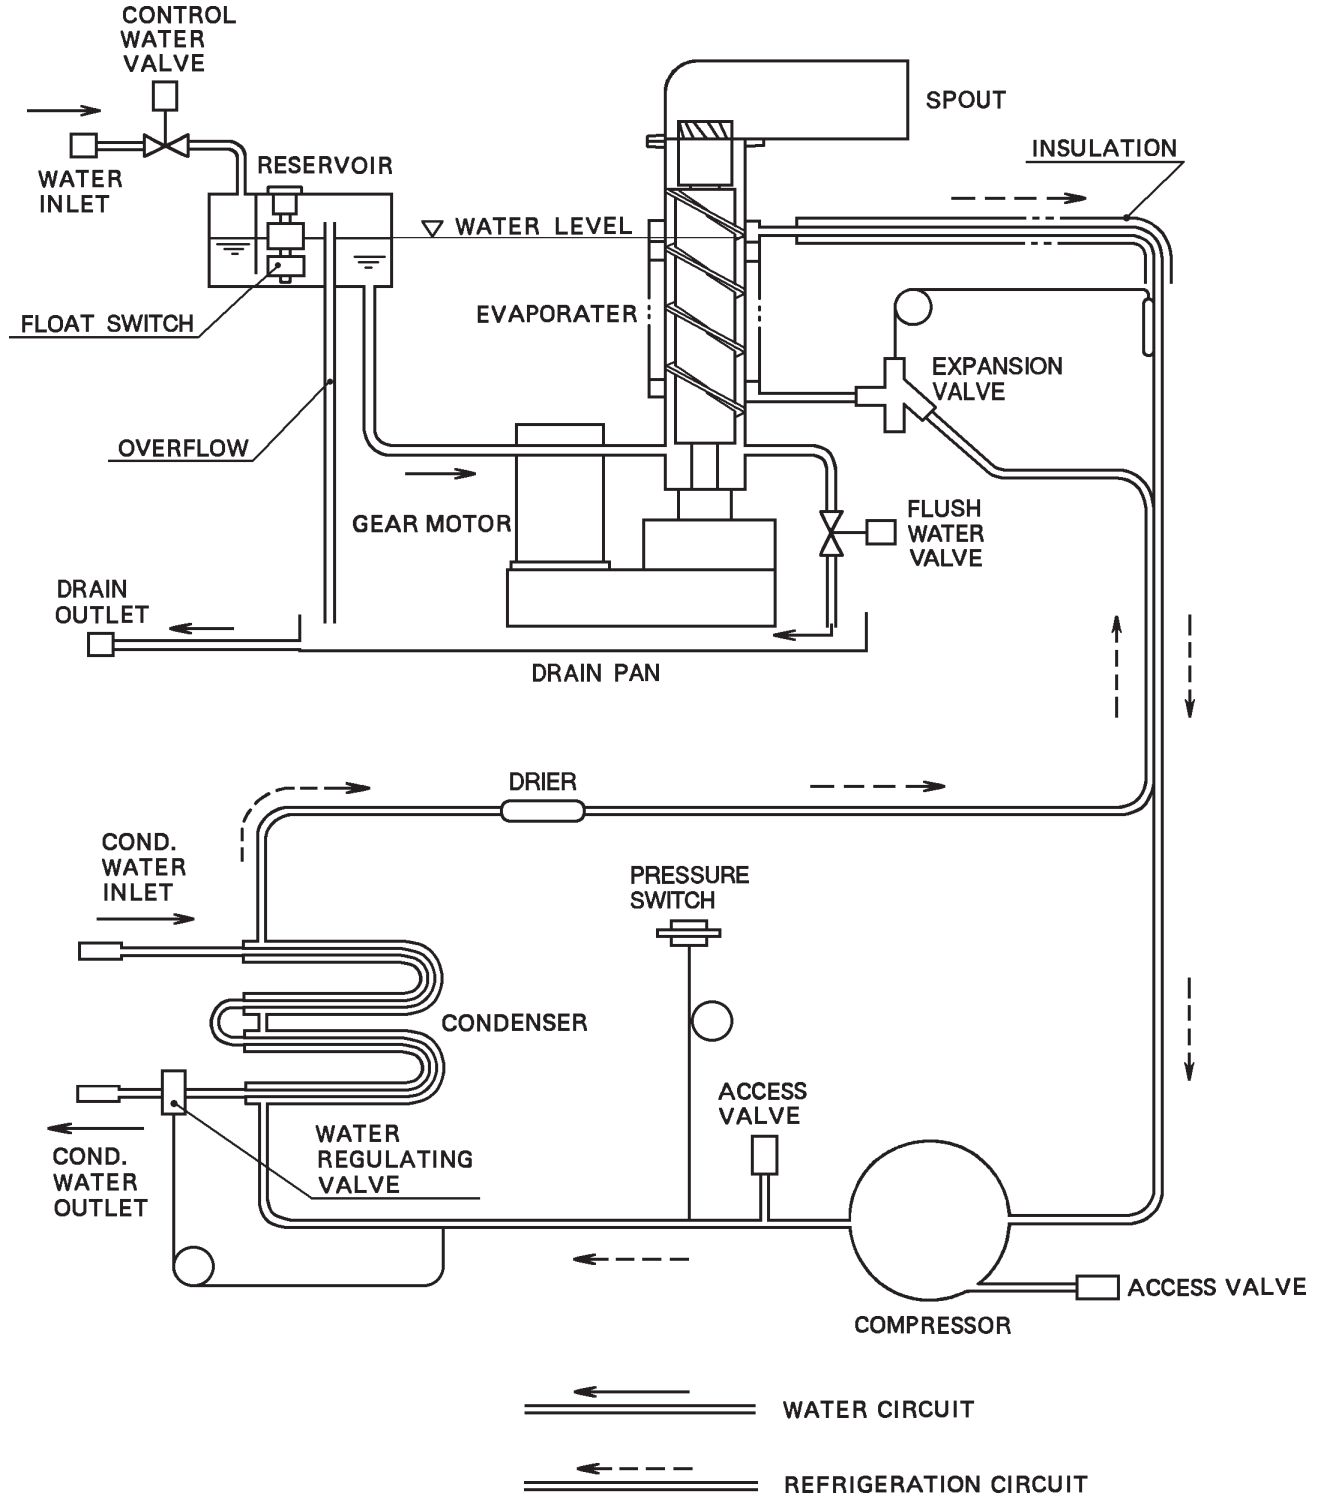 CONTROL
WATER
VALVE
SPOUT
INSULATION
RESERVOIR
WATER
INLET
WATER LEVEL
FLOAT SWITCH
EVAPORATER
EXPANSION
VALVE
OVERFLOW
GEAR MOTOR
FLUSH
WATER
VALVE
DRAIN
OUTLET
DRAIN PAN
DRIER
COND.
WATER
INLET
PRESSURE
SWITCH
CONDENSER
ACCESS
VALVE
WATER
REGULATING
VALVE
COND.
WATER
OUTLET
ACCESS VALVE
COMPRESSOR
WATER CIRCUIT
REFRIGERATION CIRCUIT